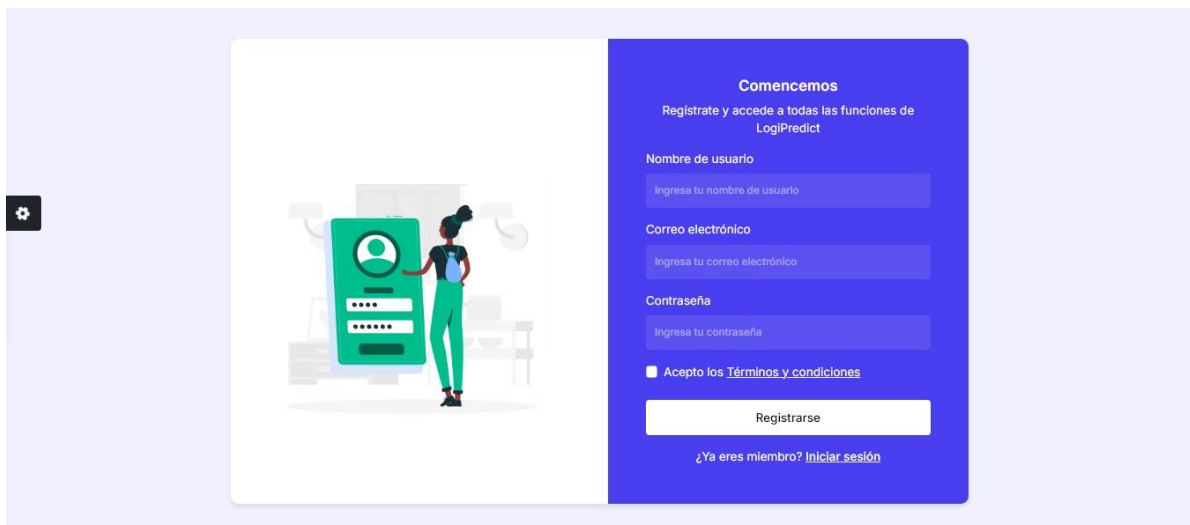 Comencemos
Regístrate y accede a todas las funciones de
LogiPredict
Nombre de usuario
Ingresa tu nombre de usuario
Correo electrónico
Ingresa tu correo electrónico
Contraseña
Ingresa tu contraseña
Acepto los Términos y condiciones
Registrarse
¿Ya eres miembro? Iniciar sesión